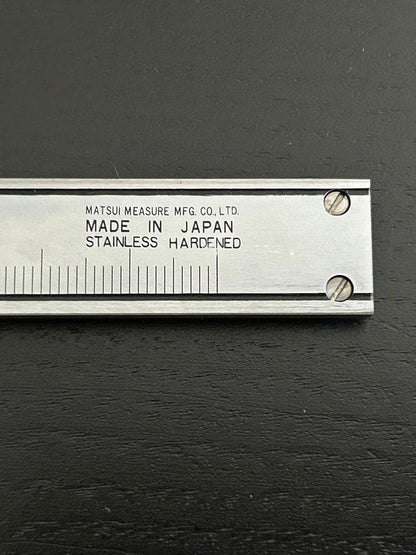 MATSUI MEASURE MFG. CO., LTD.
MADE IN JAPAN
STAINLESS HARDENED